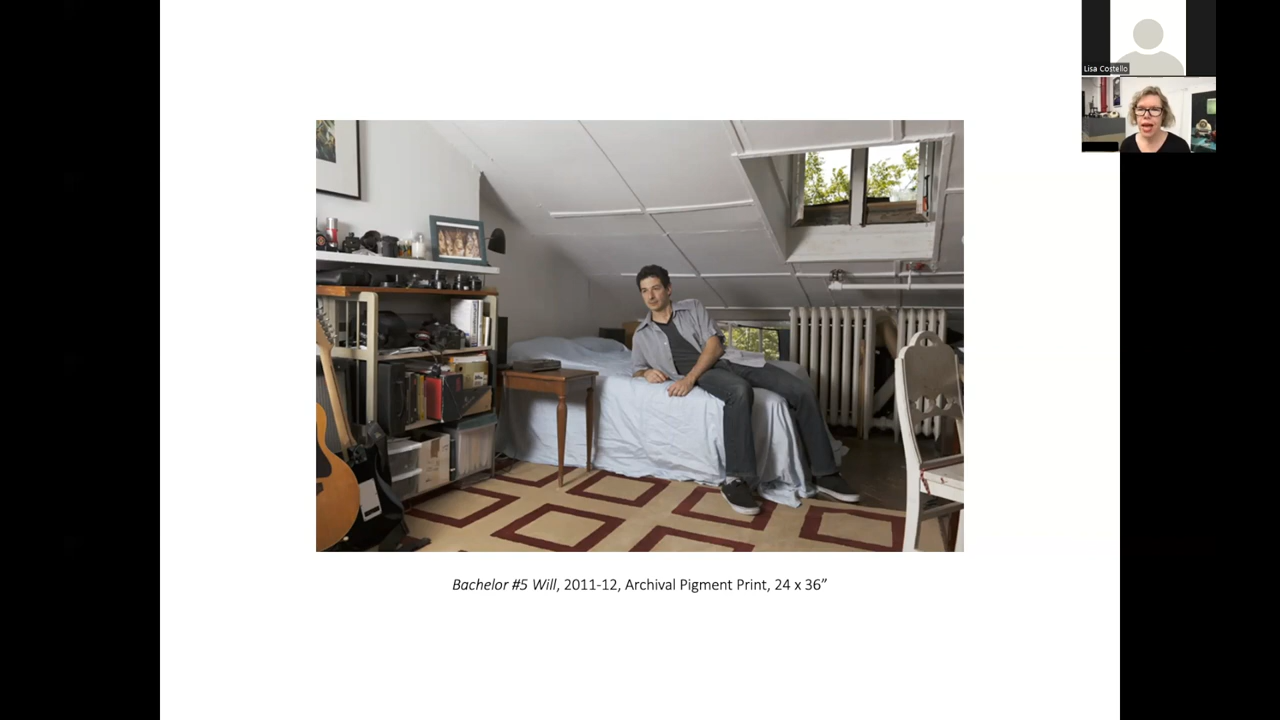 Lisa Costello
Bachelor #5 Will, 2011-12, Archival Pigment Print, 24 x 36”